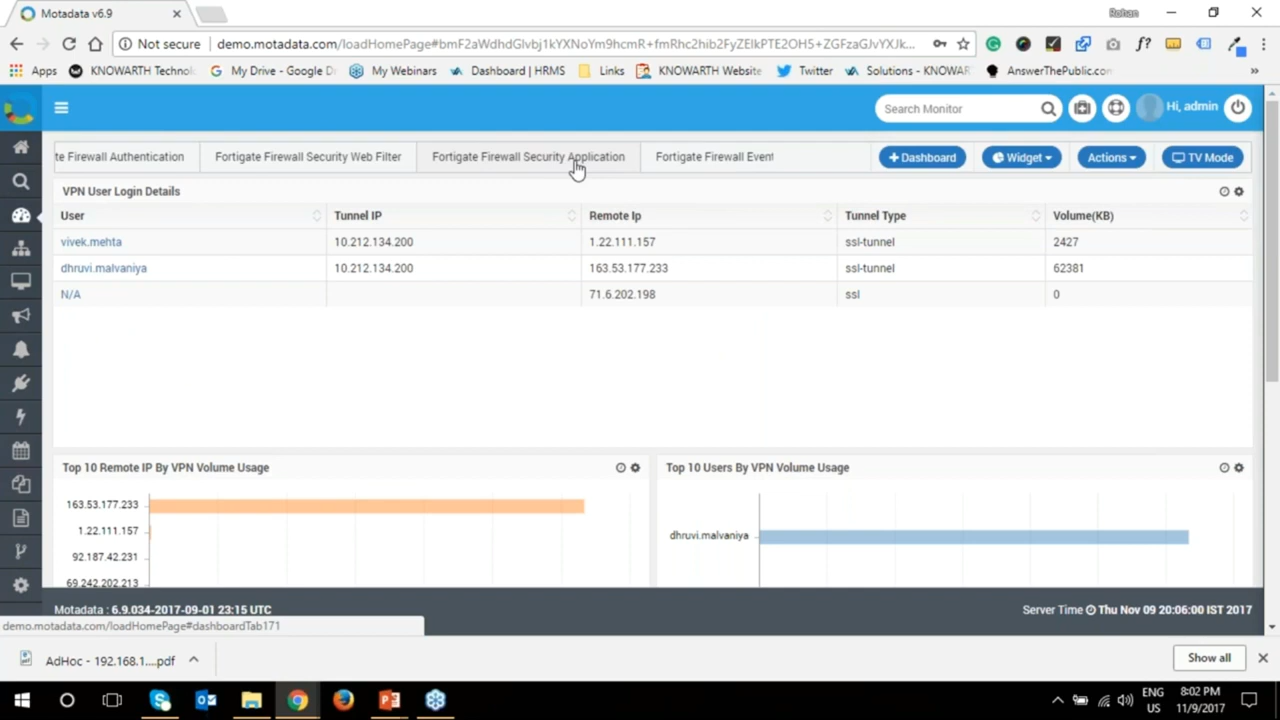 Motadata v6.9
Rohan
Not secure | demo.motadata.com/loadHomePage#bmF2aWdhdGlvbj1kYXNoYm9hcmR+fmRhc2hib2FyZElkPTE2OH5+ZGFzaGJvYXJk...
Apps KNOWARTH Technol My Drive - Google Di My Webinars Dashboard | HRMS Links KNOWARTH Website Twitter Solutions - KNOWAR AnswerThePublic.com »
Search Monitor Hi, admin
te Firewall Authentication Fortigate Firewall Security Web Filter Fortigate Firewall Security Application Fortigate Firewall Event + Dashboard Widget Actions TV Mode
VPN User Login Details
User Tunnel IP Remote Ip Tunnel Type Volume(KB)
vivek.mehta 10.212.134.200 1.22.111.157 ssl-tunnel 2427
dhruvi.malvaniya 10.212.134.200 163.53.177.233 ssl-tunnel 62381
N/A 71.6.202.198 ssl 0
Top 10 Remote IP By VPN Volume Usage Top 10 Users By VPN Volume Usage
163.53.177.233
1.22.111.157
dhruvi.malvaniya
92.187.42.231
69.242.202.213
Motadata : 6.9.034-2017-09-01 23:15 UTC Server Time Thu Nov 09 20:06:00 IST 2017
demo.motadata.com/loadHomePage#dashboardTab171
AdHoc - 192.168.1....pdf Show all
ENG
US
8:02 PM
11/9/2017